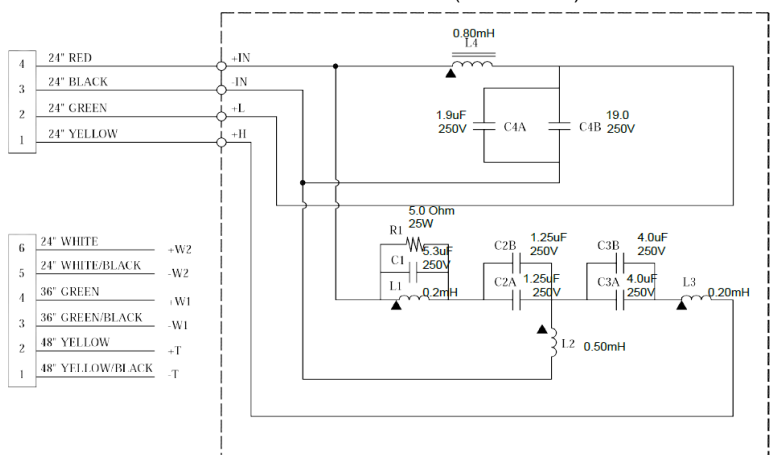 0.80mH
L4
4 24" RED +IN
3 24" BLACK -IN
2 24" GREEN +L
1 24" YELLOW +H
1.9uF
250V
C4A
C4B
19.0
250V
5.0 Ohm
25W
R1
C1
5.3uF
250V
L1
0.2mH
C2B
1.25uF
250V
C2A
1.25uF
250V
C3B
4.0uF
250V
C3A
4.0uF
250V
L3
0.20mH
L2
0.50mH
6 24" WHITE +W2
5 24" WHITE/BLACK -W2
4 36" GREEN +W1
3 36" GREEN/BLACK -W1
2 48" YELLOW +T
1 48" YELLOW/BLACK -T